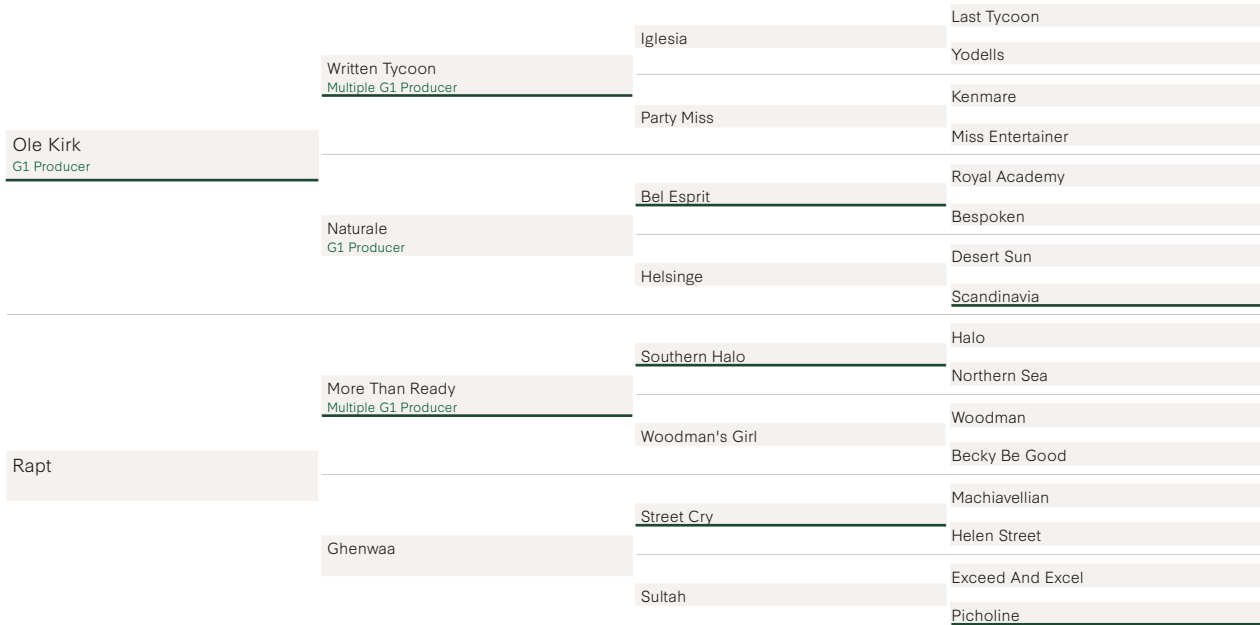 Ole Kirk
G1 Producer
Rapt
Written Tycoon
Multiple G1 Producer
Naturale
G1 Producer
More Than Ready
Multiple G1 Producer
Ghenwaa
Iglesia
Party Miss
Bel Esprit
Helsinge
Southern Halo
Woodman's Girl
Street Cry
Sultah
Last Tycoon
Yodells
Kenmare
Miss Entertainer
Royal Academy
Bespoken
Desert Sun
Scandinavia
Halo
Northern Sea
Woodman
Becky Be Good
Machiavellian
Helen Street
Exceed And Excel
Picholine